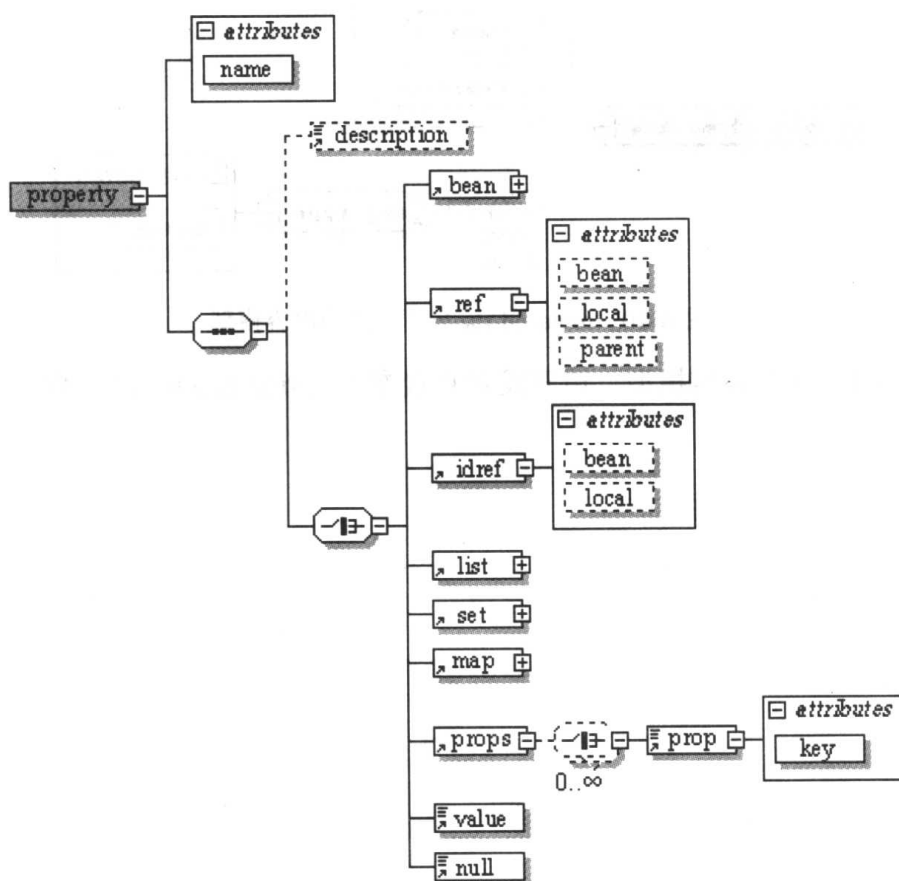 attributes
name
description
property
bean
attributes
bean
ref
local
parent
attributes
bean
idref
local
list
set
map
attributes
props
prop
key
0..∞
value
null